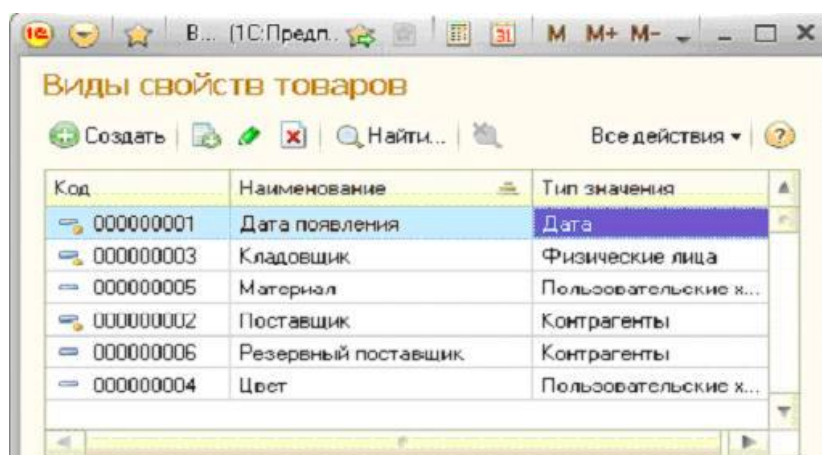 В... (1С:Предп.. 31 M M+ M-
Виды свойств товаров
Создать Найти... Все действия
Код Наименование Тип значения
000000001 Дата появления Дата
000000003 Кладовщик Физические лица
000000005 Материал Пользовательские х...
000000002 Поставщик Контрагенты
000000006 Резервный поставщик Контрагенты
000000004 Цвет Пользовательские х...